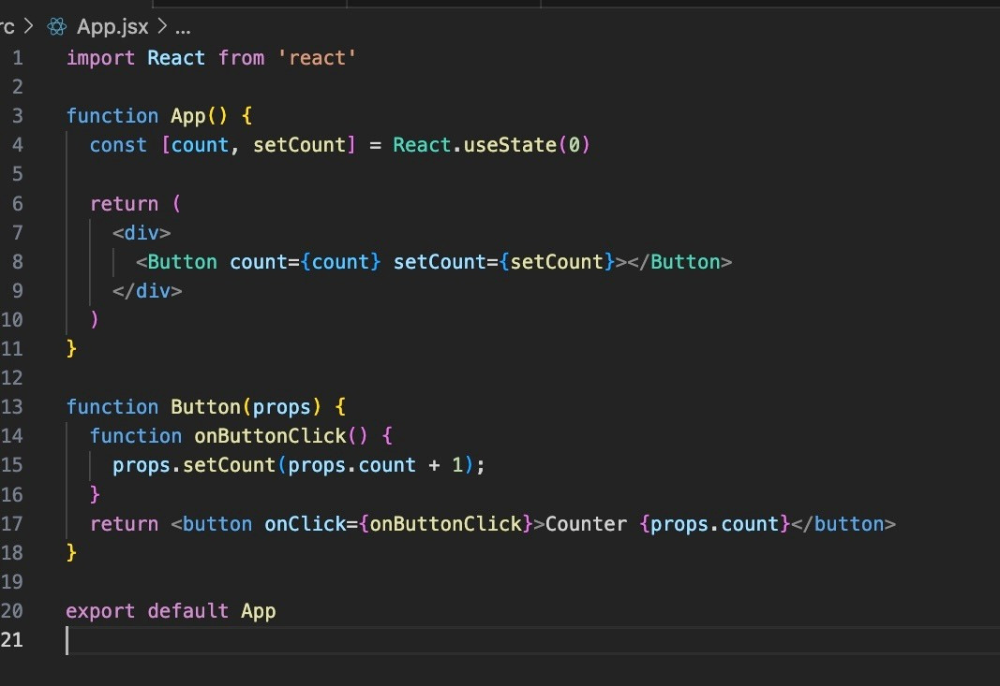 rc > App.jsx > ...
1 import React from 'react'
2
3 function App() {
4   const [count, setCount] = React.useState(0)
5
6   return (
7     <div>
8       <Button count={count} setCount={setCount}></Button>
9     </div>
10   )
11 }
12
13 function Button(props) {
14   function onButtonClick() {
15     props.setCount(props.count + 1);
16   }
17   return <button onClick={onButtonClick}>Counter {props.count}</button>
18 }
19
20 export default App
21